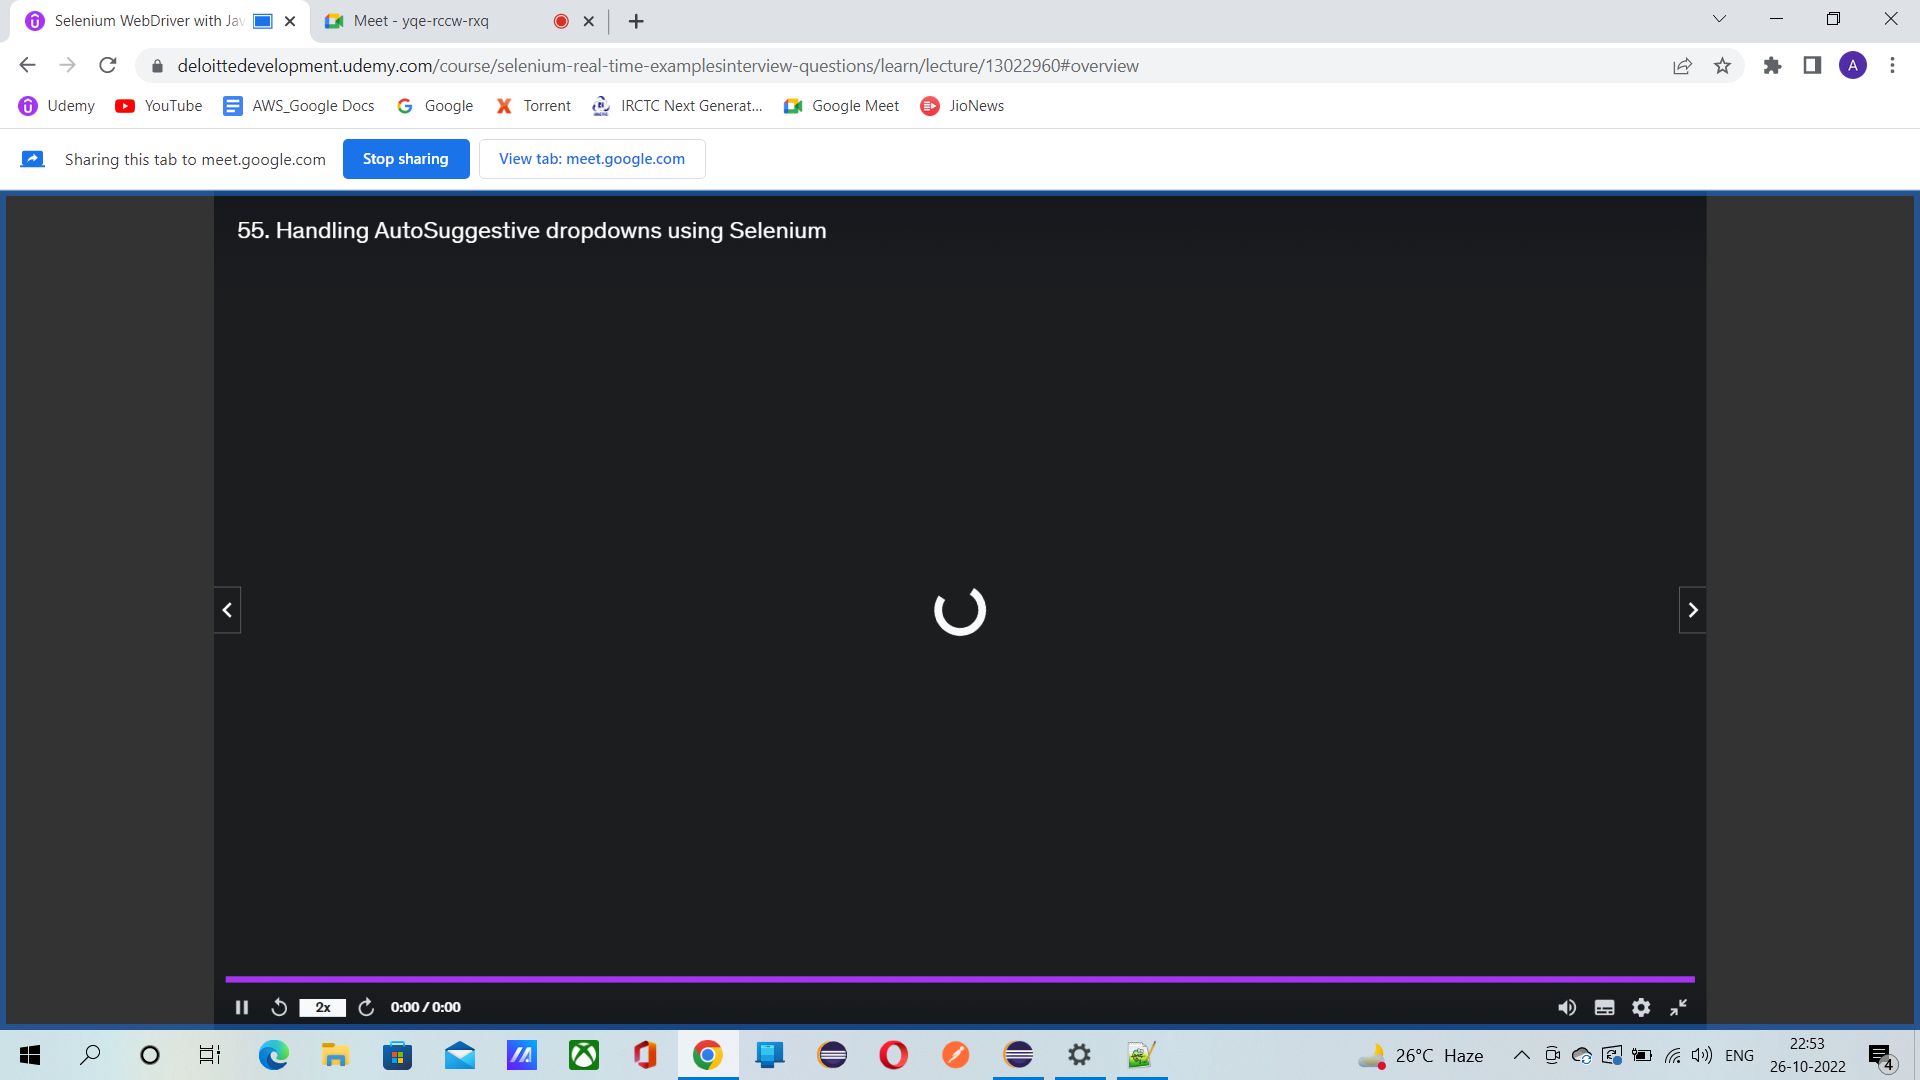 Selenium WebDriver with Jav
Meet - yqe-rccw-rxq
deloittedevelopment.udemy.com/course/selenium-real-time-examplesinterview-questions/learn/lecture/13022960#overview
A
Udemy
YouTube
AWS_Google Docs
Google
Torrent
IRCTC Next Generat...
Google Meet
JioNews
Sharing this tab to meet.google.com
Stop sharing
View tab: meet.google.com
55. Handling AutoSuggestive dropdowns using Selenium
2x
0:00 / 0:00
26°C Haze
ENG
22:53
26-10-2022
4